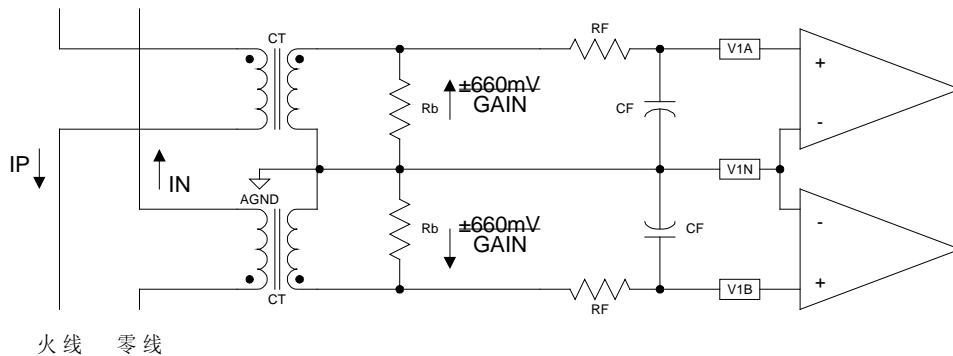 CT
RF
V1A
+
±660mV
GAIN
Rb
CF
-
IP
IN
AGND
V1N
±660mV
GAIN
Rb
CF
-
CT
RF
V1B
+
火线 零线